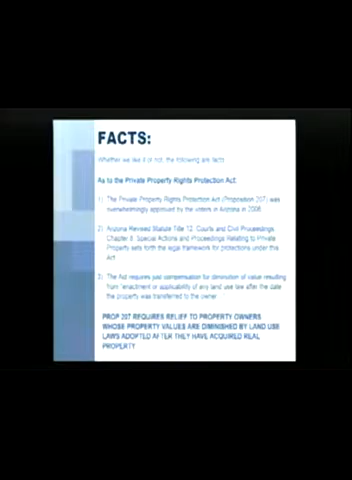 FACTS:
Whether we like it or not, the following are facts
As to the Private Property Rights Protection Act:
1) The Private Property Rights Protection Act (Proposition 207) was
overwhelmingly approved by the voters in Arizona in 2006.
2) Arizona Revised Statute Title 12, Courts and Civil Proceedings,
Chapter 8, Special Actions and Proceedings Relating to Private
Property sets forth the legal framework for protections under this
Act.
3) The Act requires just compensation for diminution of value resulting
from enactment or applicability of any land use law after the date
the property was transferred to the owner
PROP 207 REQUIRES RELIEF TO PROPERTY OWNERS
WHOSE PROPERTY VALUES ARE DIMINISHED BY LAND USE
LAWS ADOPTED AFTER THEY HAVE ACQUIRED REAL
PROPERTY